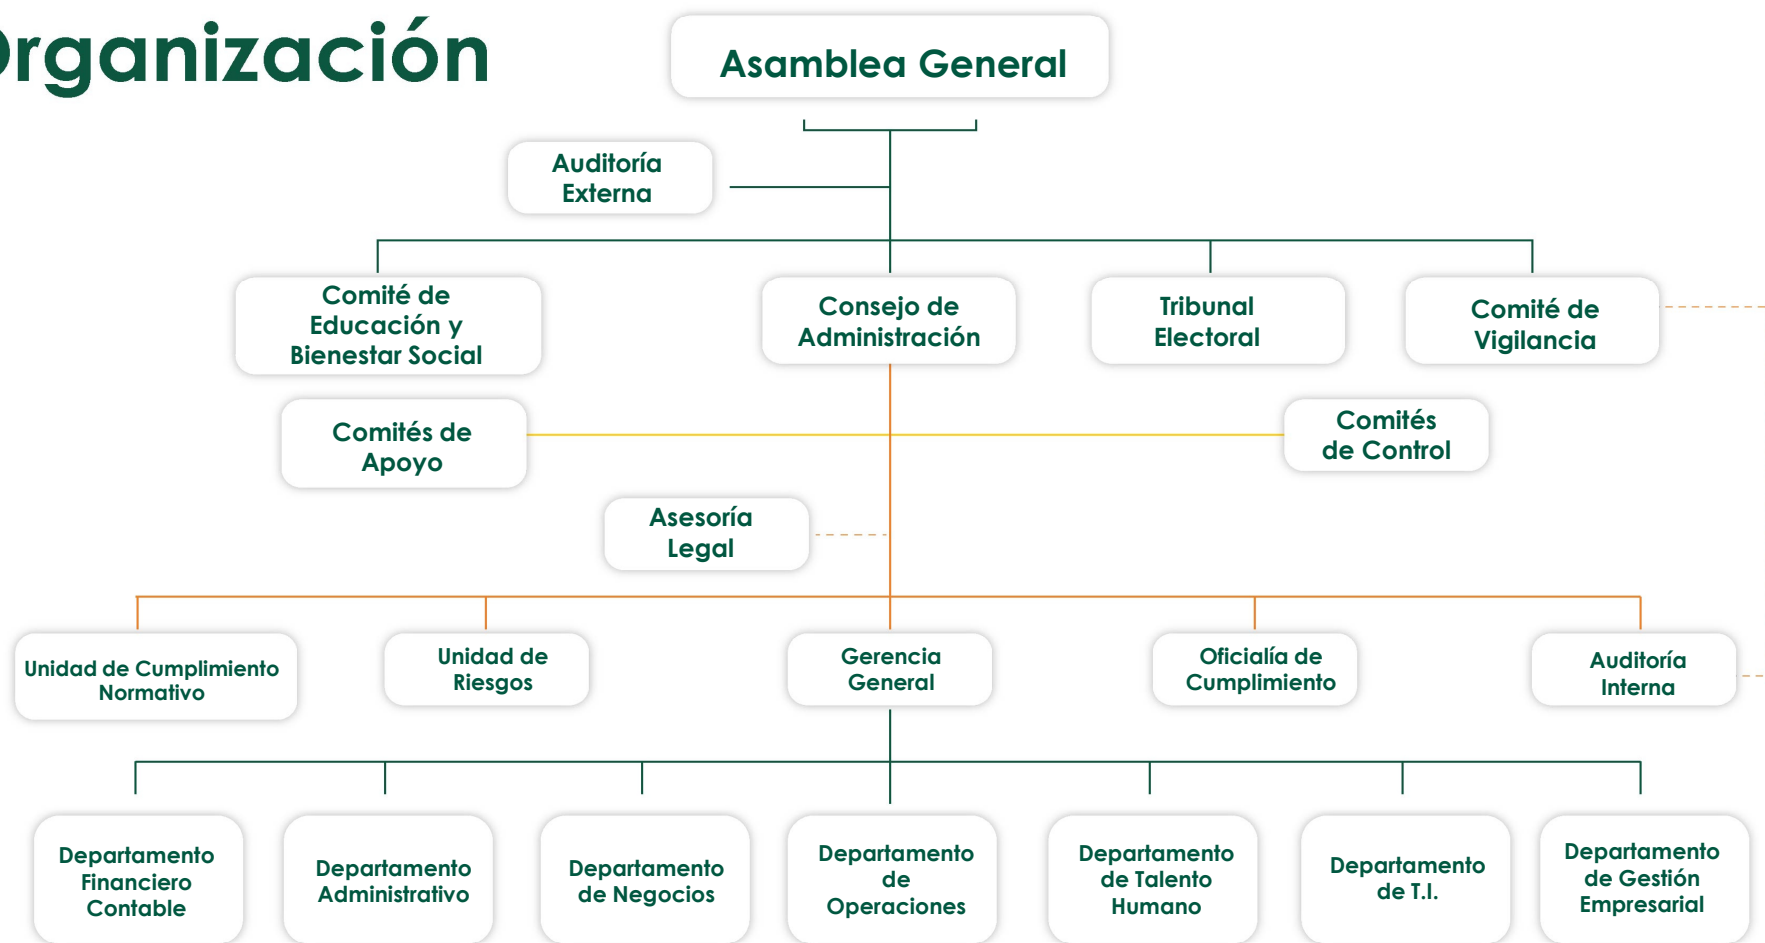 Organización
Asamblea General
Auditoría
Externa
Comité de
Educación y
Bienestar Social
Consejo de
Administración
Tribunal
Electoral
Comité de
Vigilancia
Comités de
Apoyo
Comités
de Control
Asesoría
Legal
Unidad de Cumplimiento
Normativo
Unidad de
Riesgos
Gerencia
General
Oficialía de
Cumplimiento
Auditoría
Interna
Departamento
Financiero
Contable
Departamento
Administrativo
Departamento
de Negocios
Departamento
de
Operaciones
Departamento
de Talento
Humano
Departamento
de T.I.
Departamento
de Gestión
Empresarial